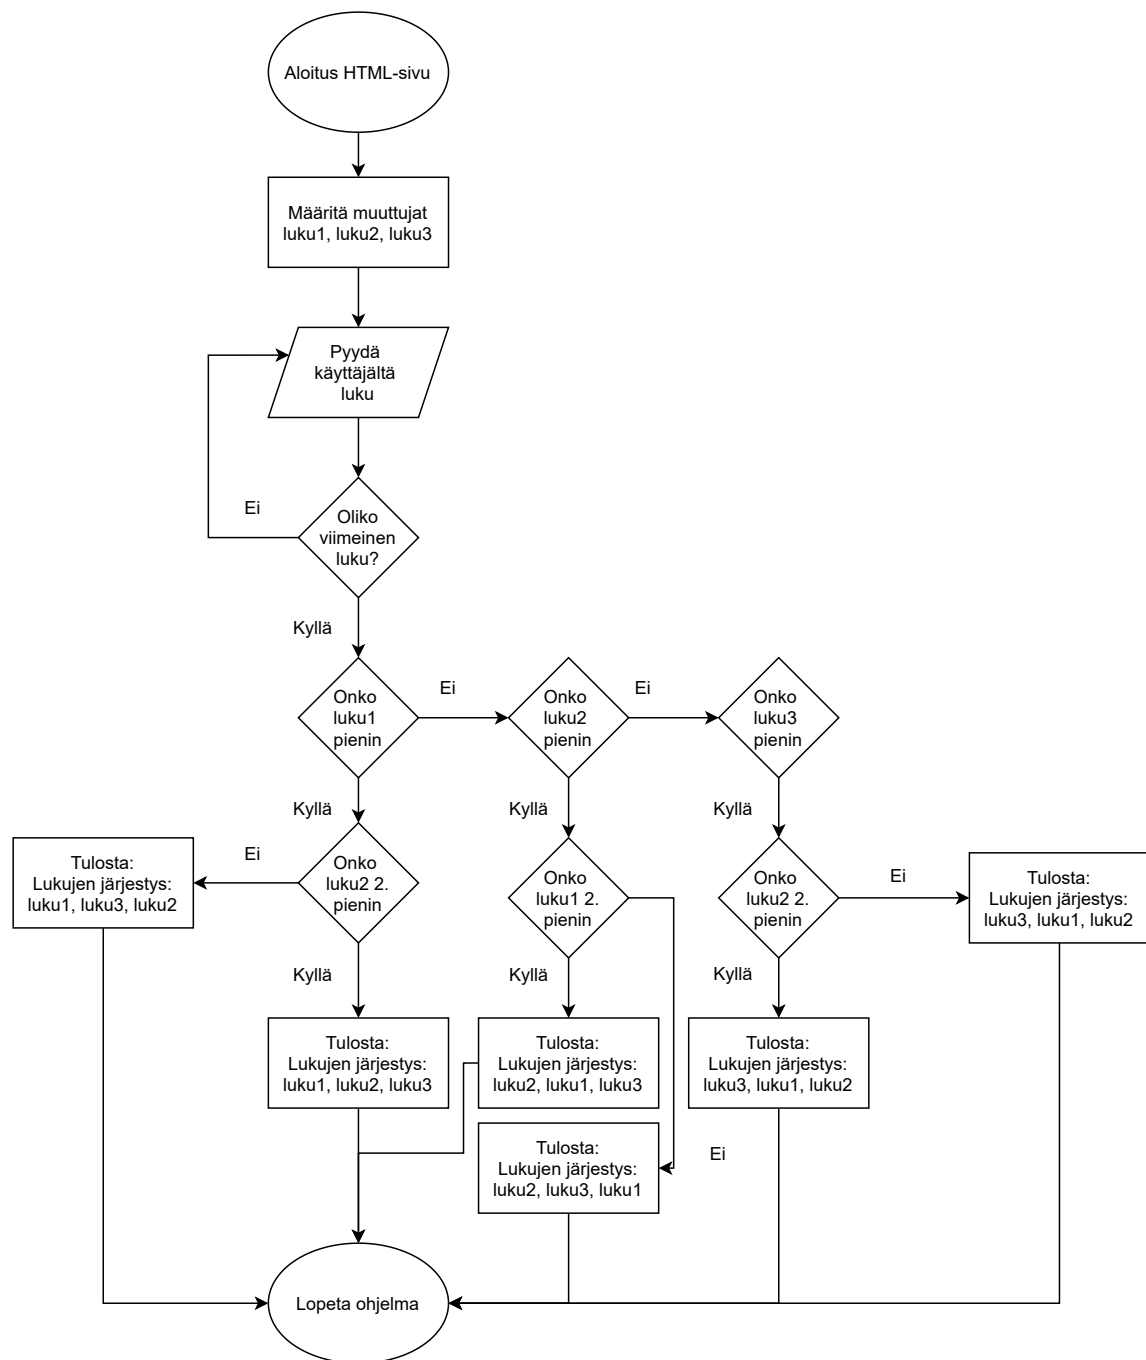 Aloitus HTML-sivu
Määritä muuttujat
luku1, luku2, luku3
Pyydä
käyttäjältä
luku
Ei
Oliko
viimeinen
luku?
Kyllä
Onko
luku1
pienin
Ei
Onko
luku2
pienin
Ei
Onko
luku3
pienin
Kyllä
Kyllä
Kyllä
Tulosta:
Lukujen järjestys:
luku1, luku3, luku2
Ei
Onko
luku2 2.
pienin
Onko
luku1 2.
pienin
Onko
luku2 2.
pienin
Ei
Tulosta:
Lukujen järjestys:
luku3, luku1, luku2
Kyllä
Kyllä
Kyllä
Tulosta:
Lukujen järjestys:
luku1, luku2, luku3
Tulosta:
Lukujen järjestys:
luku2, luku1, luku3
Tulosta:
Lukujen järjestys:
luku3, luku1, luku2
Tulosta:
Lukujen järjestys:
luku2, luku3, luku1
Ei
Lopeta ohjelma